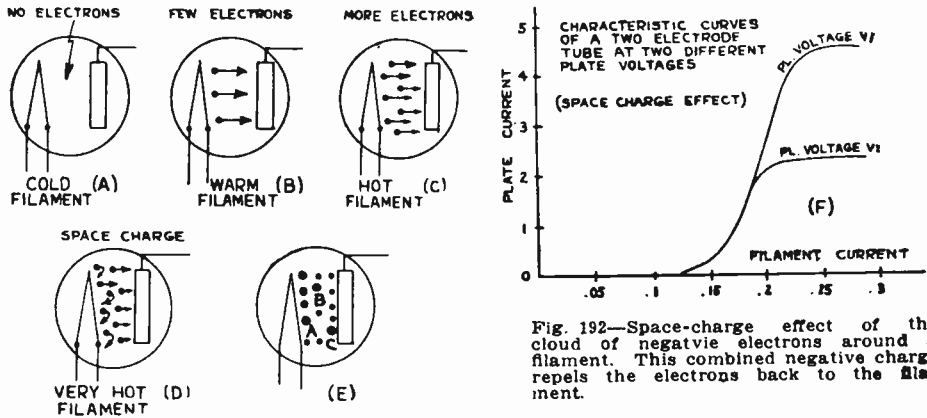 NO ELECTRONS
FEW ELECTRONS
MORE ELECTRONS
COLD (A)
FILAMENT
WARM (B)
FILAMENT
HOT (C)
FILAMENT
SPACE CHARGE
VERY HOT (D)
FILAMENT
A
B
C
(E)
PLATE CURRENT
5
4
3
2
1
0
CHARACTERISTIC CURVES
OF A TWO ELECTRODE
TUBE AT TWO DIFFERENT
PLATE VOLTAGES
(SPACE CHARGE EFFECT)
PL. VOLTAGE
PL. VOLTAGE
(F)
FILAMENT CURRENT
.05 .1 .15 .2 .25 .3
Fig. 192—Space-charge effect of th
cloud of negatvie electrons around
filament. This combined negative charg
repels the electrons back to the fila
ment.